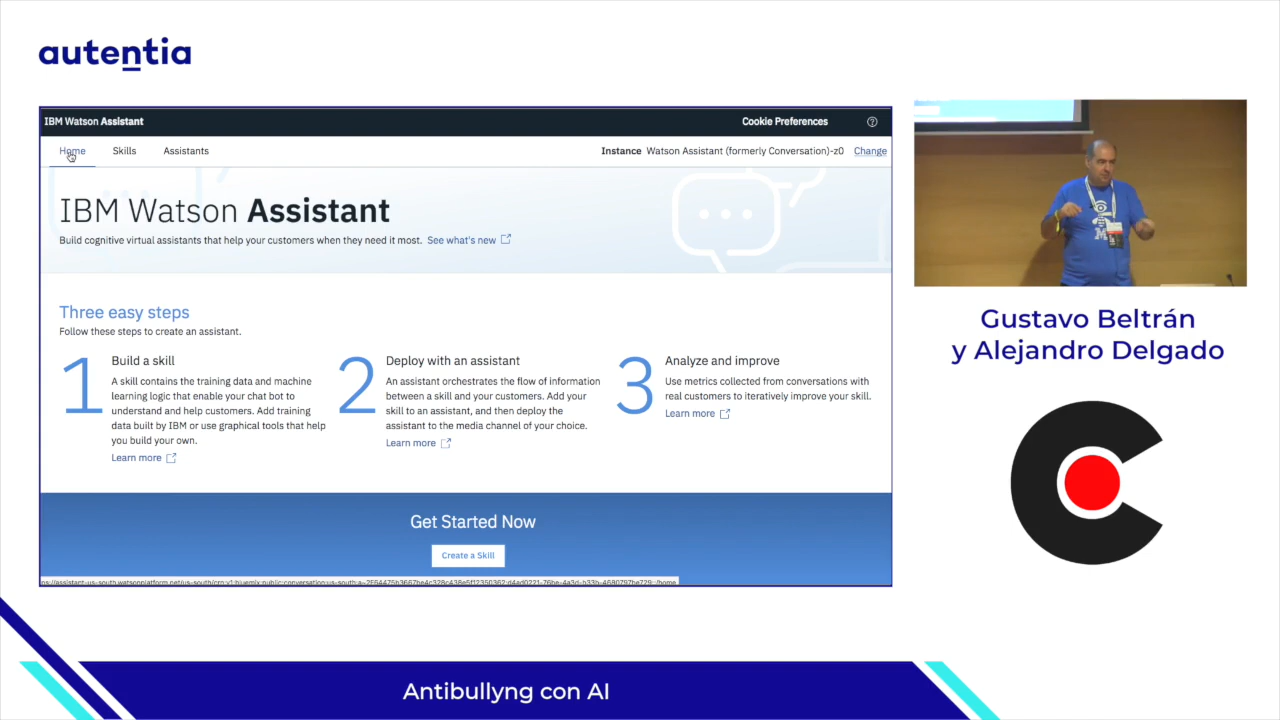 autentia
IBM Watson Assistant
Cookie Preferences
Home
Skills
Assistants
Instance Watson Assistant (formerly Conversation)-z0 Change
IBM Watson Assistant
Build cognitive virtual assistants that help your customers when they need it most. See what's new
Three easy steps
Follow these steps to create an assistant.
1
Build a skill
A skill contains the training data and machine
learning logic that enable your chat bot to
understand and help customers. Add training
data built by IBM or use graphical tools that help
you build your own.
Learn more
2
Deploy with an assistant
An assistant orchestrates the flow of information
between a skill and your customers. Add your
skill to an assistant, and then deploy the
assistant to the media channel of your choice.
Learn more
3
Analyze and improve
Use metrics collected from conversations with
real customers to iteratively improve your skill.
Learn more
Get Started Now
Create a Skill
Gustavo Beltrán
y Alejandro Delgado
Antibullyng con AI